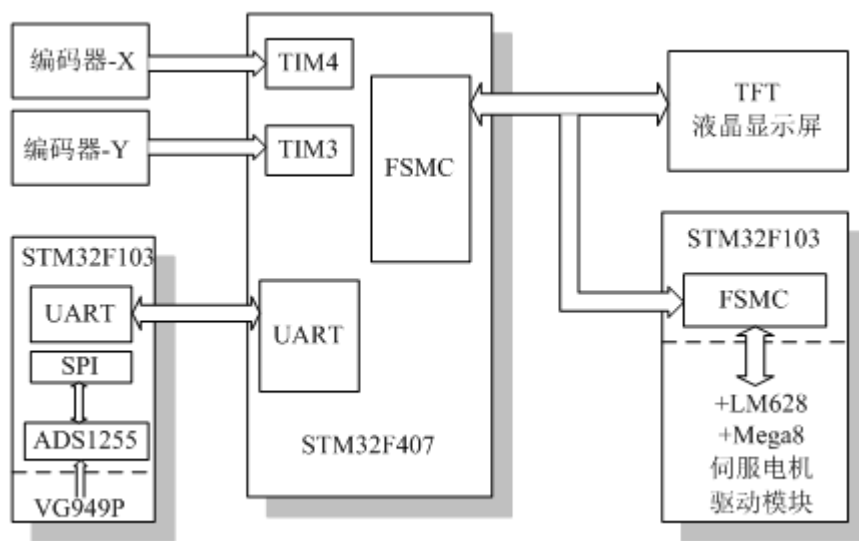 编码器-X
编码器-Y
TIM4
TIM3
FSMC
TFT
液晶显示屏
STM32F103
UART
SPI
ADS1255
VG949P
UART
STM32F407
STM32F103
FSMC
+LM628
+Mega8
伺服电机
驱动模块